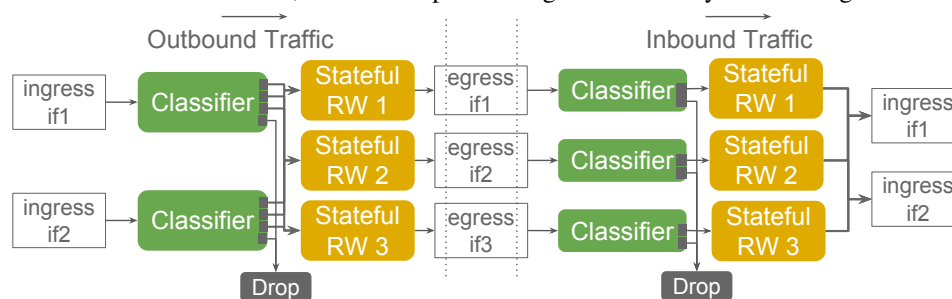 Outbound Traffic
Inbound Traffic
ingress
if1
Classifier
Stateful
RW 1
egress
if1
Classifier
Stateful
RW 1
ingress
if1
Stateful
RW 2
egress
if2
Classifier
Stateful
RW 2
ingress
if2
Classifier
Stateful
RW 3
egress
if3
Classifier
Stateful
RW 3
ingress
if2
Drop
Drop